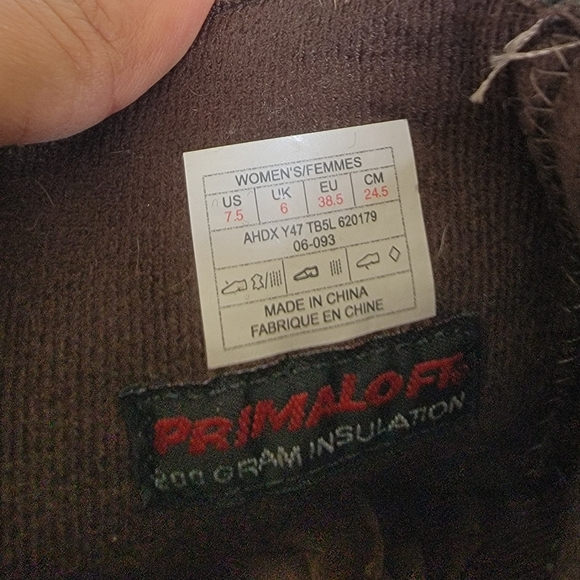 WOMEN'S/FEMMES
US UK EU CM
7.5 6 38.5 24.5
AHDX Y47 TB5L 620179
06-093
MADE IN CHINA
FABRIQUE EN CHINE
PRIMALOFT
200 GRAM INSULATION